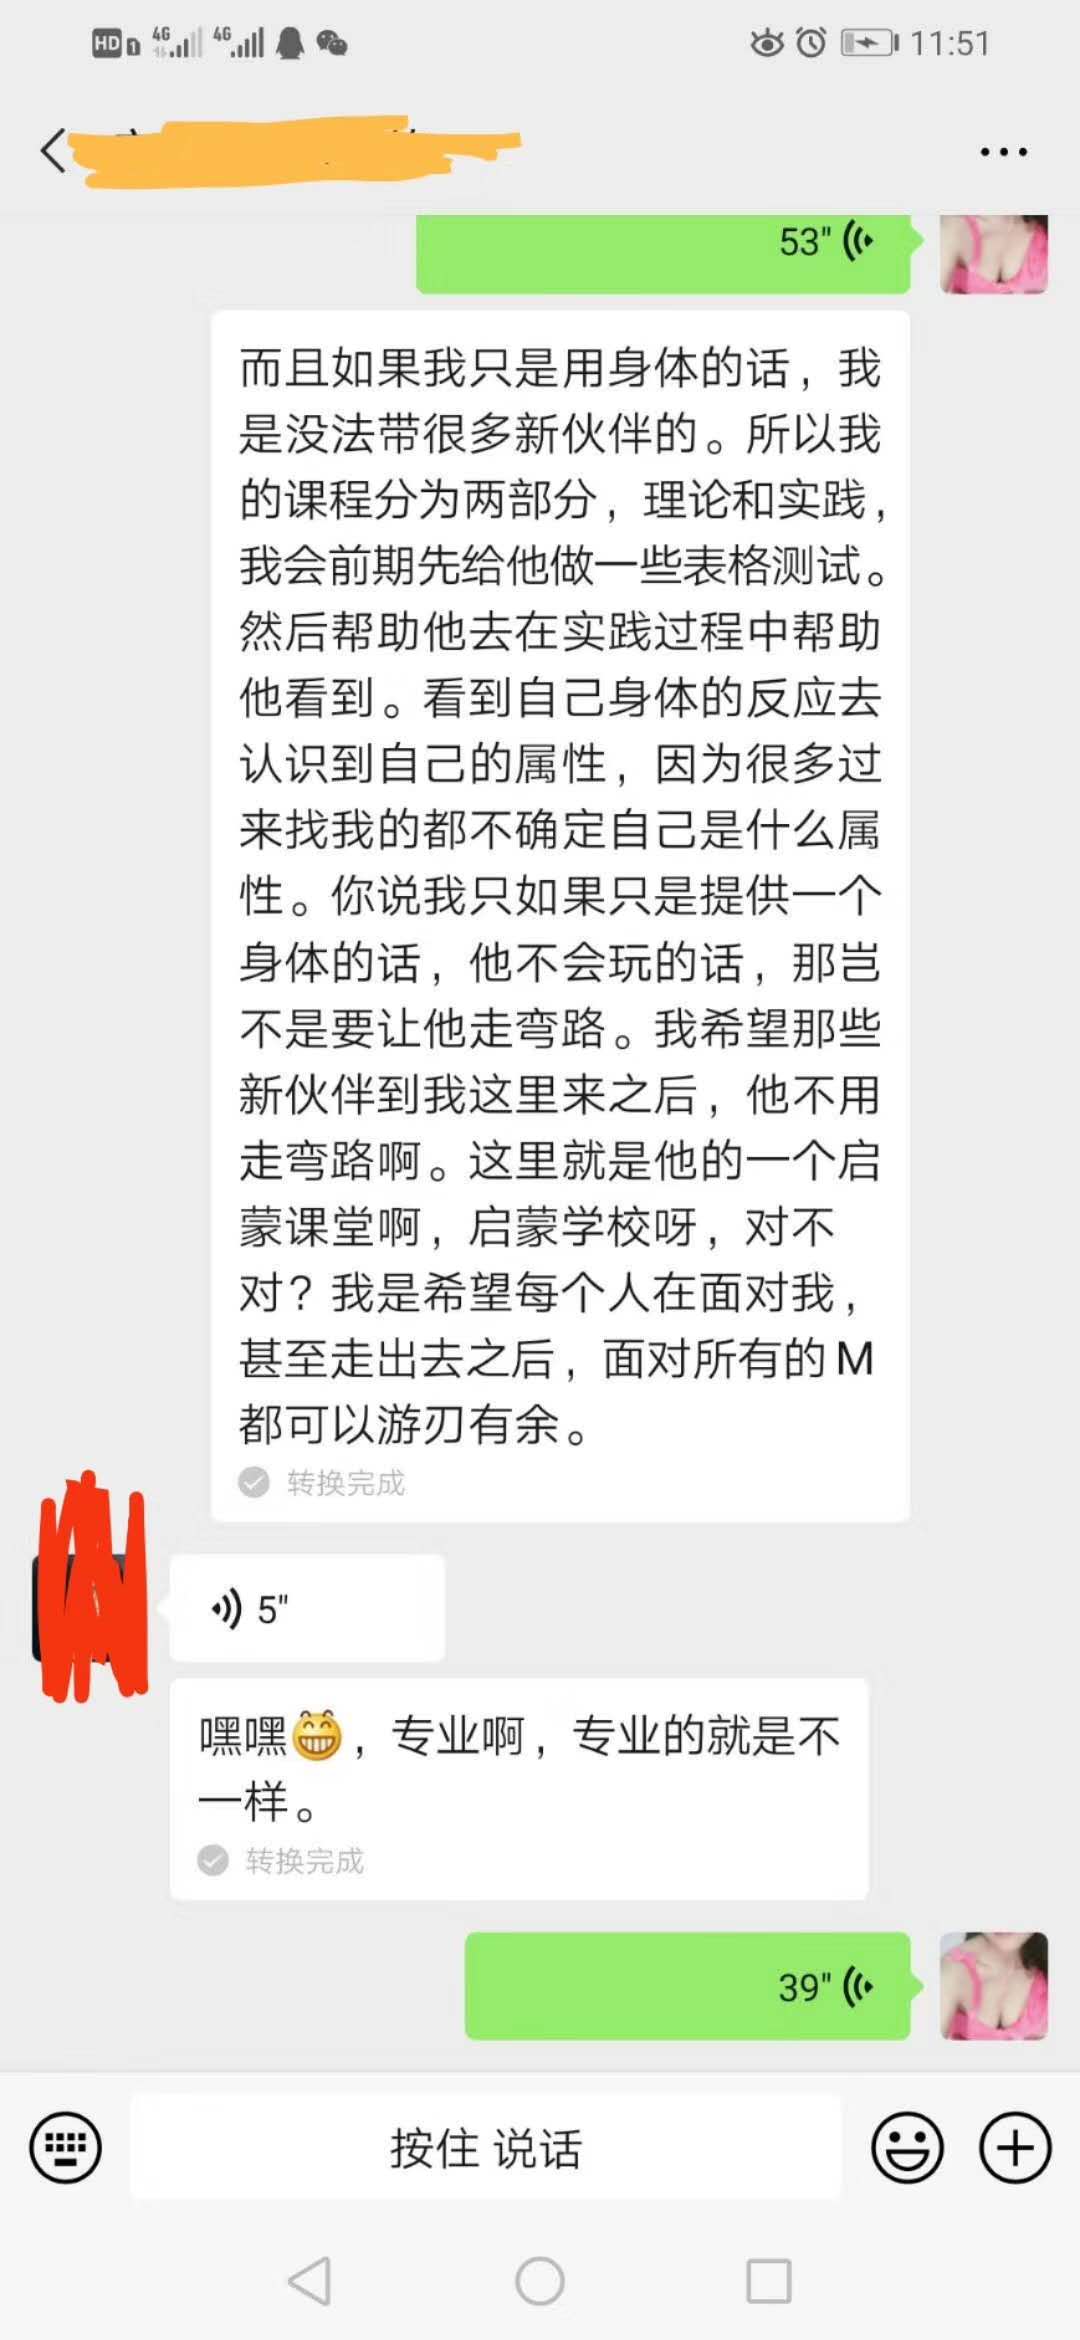 HD 1 4G 4G 11:51
53"
而且如果我只是用身体的话，我
是没法带很多新伙伴的。所以我
的课程分为两部分，理论和实践，
我会前期先给他做一些表格测试。
然后帮助他去在实践过程中帮助
他看到。看到自己身体的反应去
认识到自己的属性，因为很多过
来找我的都不确定自己是什么属
性。你说我只如果只是提供一个
身体的话，他不会玩的话，那岂
不是要让他走弯路。我希望那些
新伙伴到我这里来之后，他不用
走弯路啊。这里就是他的一个启
蒙课堂啊，启蒙学校呀，对不
对？我是希望每个人在面对我，
甚至走出去之后，面对所有的M
都可以游刃有余。
转换完成
5"
嘿嘿😁，专业啊，专业的就是不
一样。
转换完成
39"
按住 说话